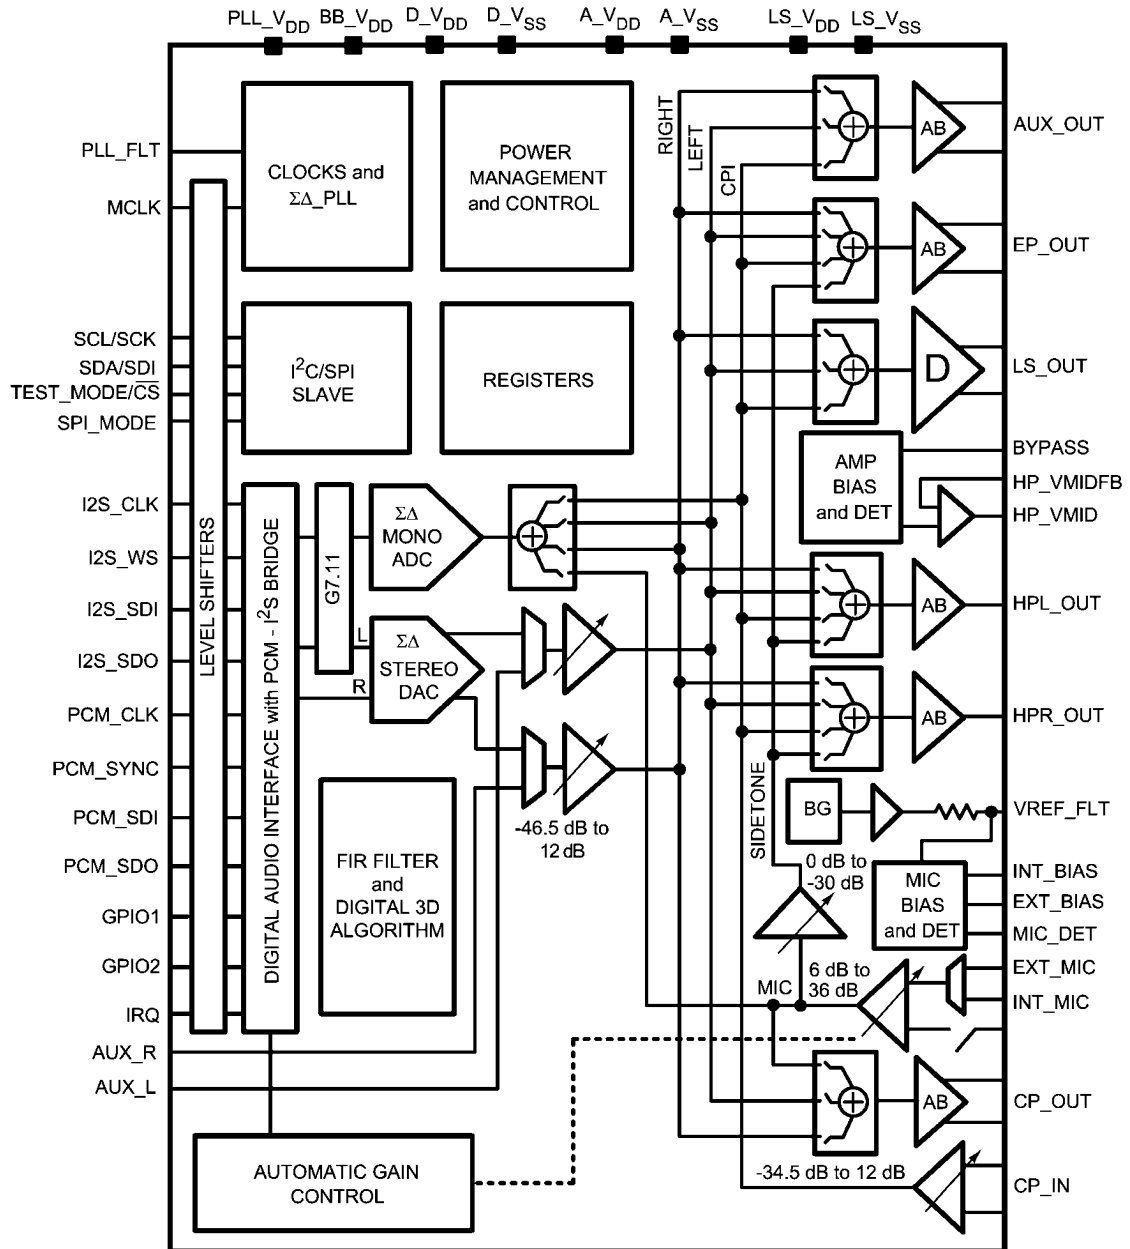 PLL_VDD BB_VDD D_VDD D_VSS A_VDD A_VSS LS_VDD LS_VSS
PLL_FLT
MCLK
SCL/SCK
SDA/SDI
TEST_MODE/C̅S̅
SPI_MODE
I2S_CLK
I2S_WS
I2S_SDI
I2S_SDO
PCM_CLK
PCM_SYNC
PCM_SDI
PCM_SDO
GPIO1
GPIO2
IRQ
AUX_R
AUX_L
LEVEL SHIFTERS
CLOCKS and
ΣΔ_PLL
POWER
MANAGEMENT
and CONTROL
I²C/SPI
SLAVE
REGISTERS
DIGITAL AUDIO INTERFACE with PCM - I²S BRIDGE
G7.11
ΣΔ
MONO
ADC
L
R
ΣΔ
STEREO
DAC
-46.5 dB to
12 dB
FIR FILTER
and
DIGITAL 3D
ALGORITHM
AUTOMATIC GAIN
CONTROL
RIGHT
LEFT
CPI
SIDETONE
MIC
0 dB to
-30 dB
6 dB to
36 dB
-34.5 dB to 12 dB
AB
AUX_OUT
AB
EP_OUT
D
LS_OUT
AMP
BIAS
and DET
BYPASS
HP_VMIDFB
HP_VMID
AB
HPL_OUT
AB
HPR_OUT
BG
VREF_FLT
MIC
BIAS
and DET
INT_BIAS
EXT_BIAS
MIC_DET
EXT_MIC
INT_MIC
AB
CP_OUT
CP_IN